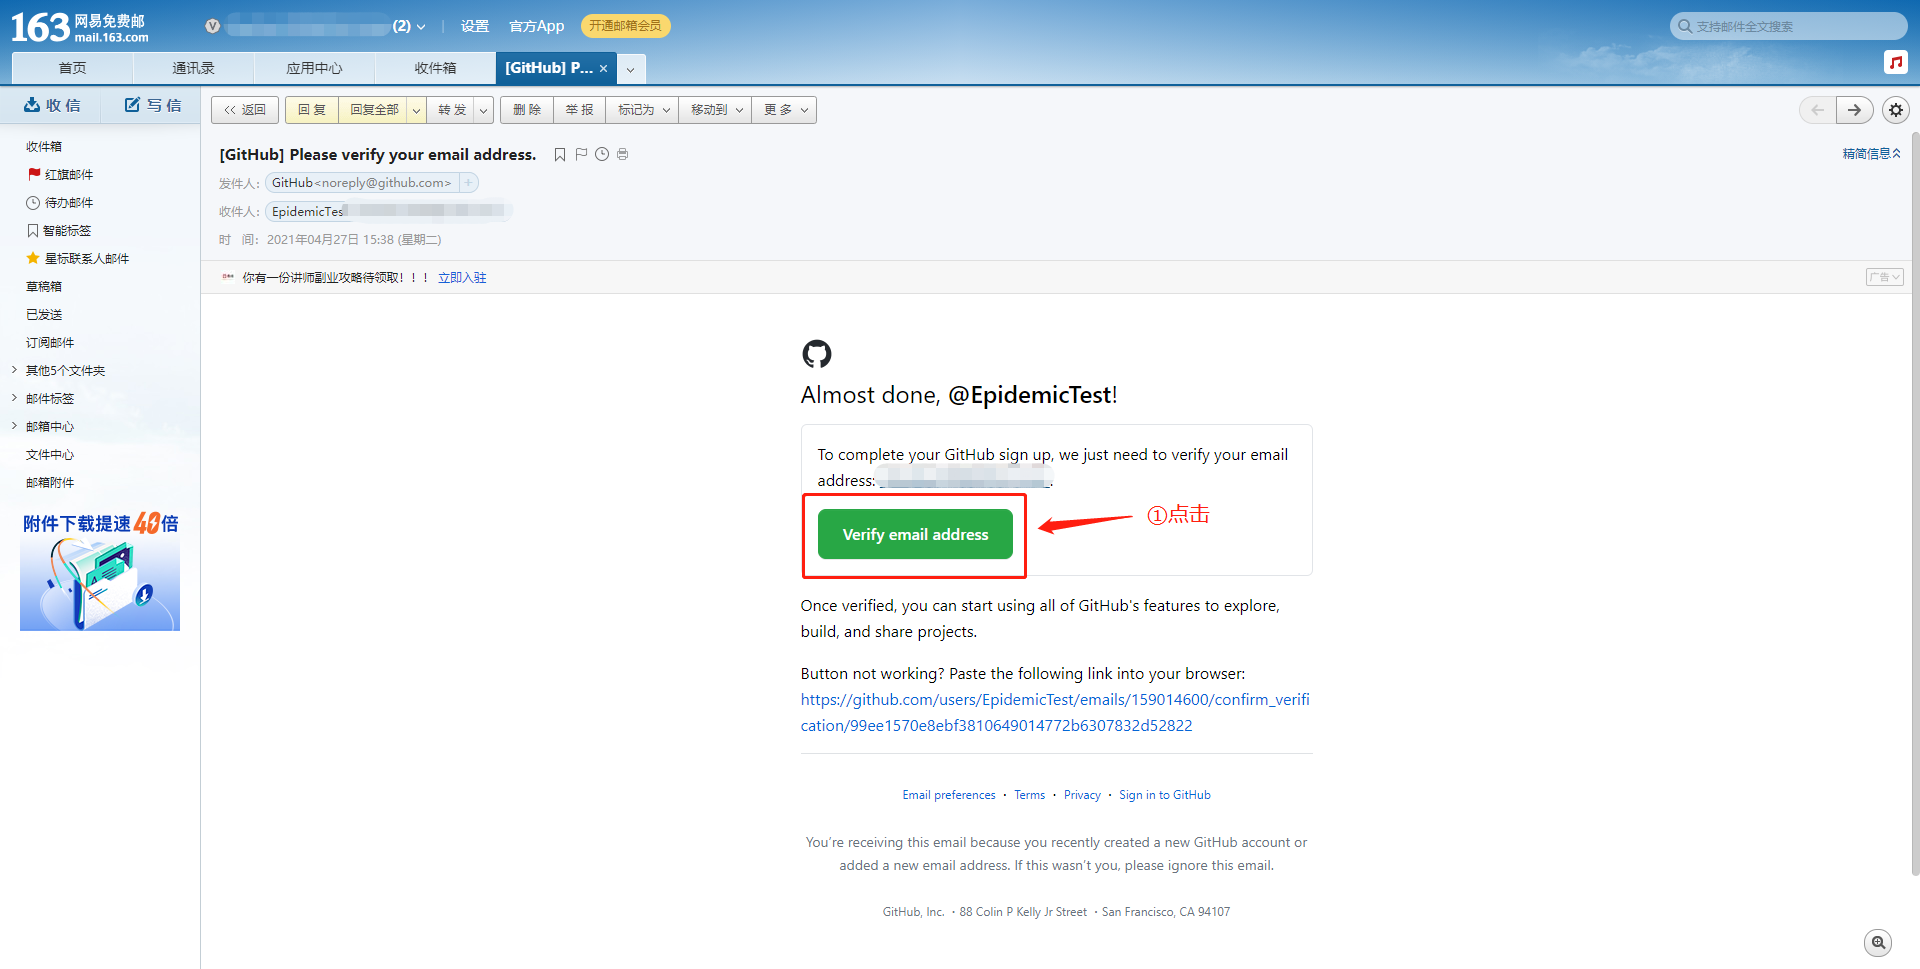 163 网易免费邮
mail.163.com
(2)
设置
官方App
开通邮箱会员
支持邮件全文搜索
首页
通讯录
应用中心
收件箱
[GitHub] P...
收 信
写 信
<< 返回
回 复
回复全部
转 发
删 除
举 报
标记为
移动到
更 多
收件箱
红旗邮件
待办邮件
智能标签
星标联系人邮件
草稿箱
已发送
订阅邮件
其他5个文件夹
邮件标签
邮箱中心
文件中心
邮箱附件
附件下载提速40倍
[GitHub] Please verify your email address.
精简信息
发件人： GitHub<noreply@github.com> +
收件人： EpidemicTes
时 间： 2021年04月27日 15:38 (星期二)
你有一份讲师副业攻略待领取！！！ 立即入驻
广告
Almost done, @EpidemicTest!
To complete your GitHub sign up, we just need to verify your email
address: .
Verify email address
①点击
Once verified, you can start using all of GitHub's features to explore,
build, and share projects.
Button not working? Paste the following link into your browser:
https://github.com/users/EpidemicTest/emails/159014600/confirm_verifi
cation/99ee1570e8ebf3810649014772b6307832d52822
Email preferences · Terms · Privacy · Sign in to GitHub
You’re receiving this email because you recently created a new GitHub account or
added a new email address. If this wasn’t you, please ignore this email.
GitHub, Inc. ・88 Colin P Kelly Jr Street ・San Francisco, CA 94107